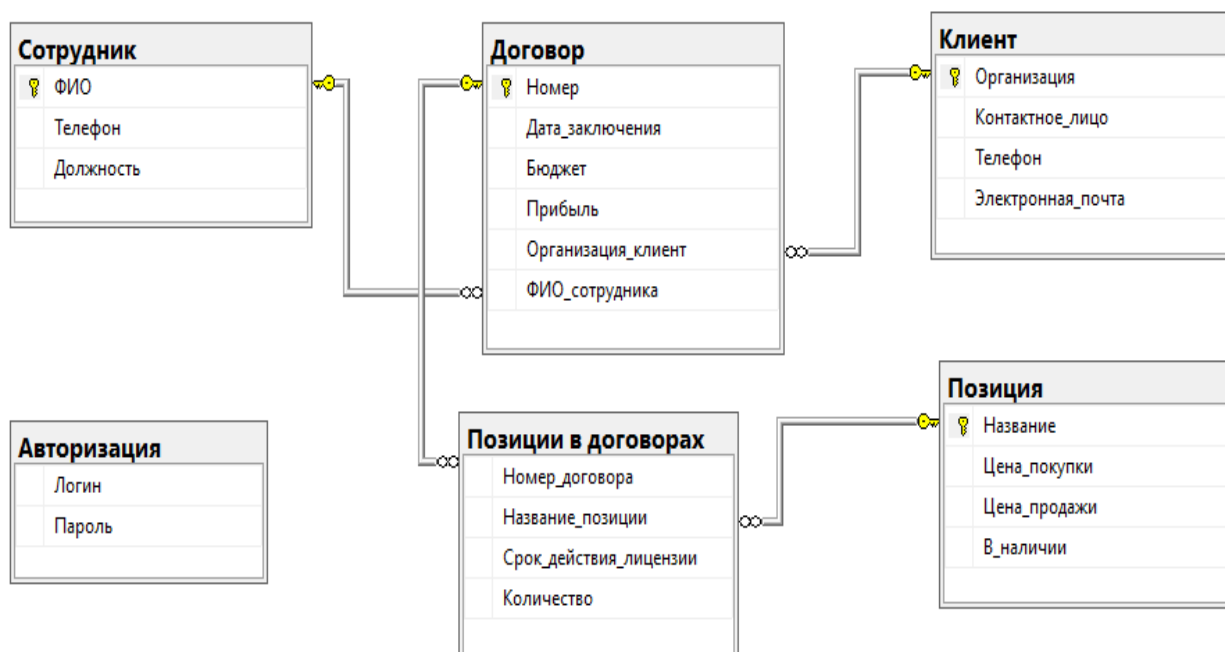 Сотрудник
ФИО
Телефон
Должность
Договор
Номер
Дата_заключения
Бюджет
Прибыль
Организация_клиент
ФИО_сотрудника
Клиент
Организация
Контактное_лицо
Телефон
Электронная_почта
Авторизация
Логин
Пароль
Позиции в договорах
Номер_договора
Название_позиции
Срок_действия_лицензии
Количество
Позиция
Название
Цена_покупки
Цена_продажи
В_наличии